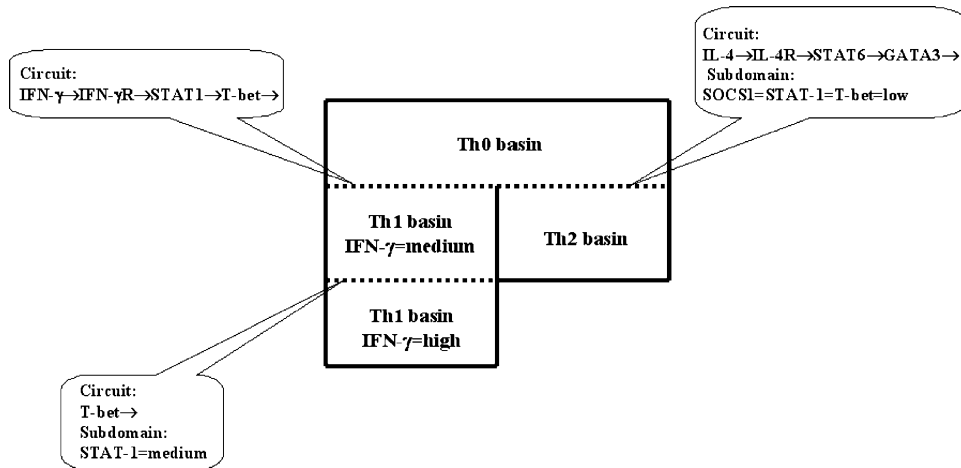 Circuit:
IFN-γ→IFN-γR→STAT1→T-bet→
Circuit:
IL-4→IL-4R→STAT6→GATA3→
Subdomain:
SOCS1=STAT-1=T-bet=low
Th0 basin
Th1 basin
IFN-γ=medium
Th2 basin
Th1 basin
IFN-γ=high
Circuit:
T-bet→
Subdomain:
STAT-1=medium